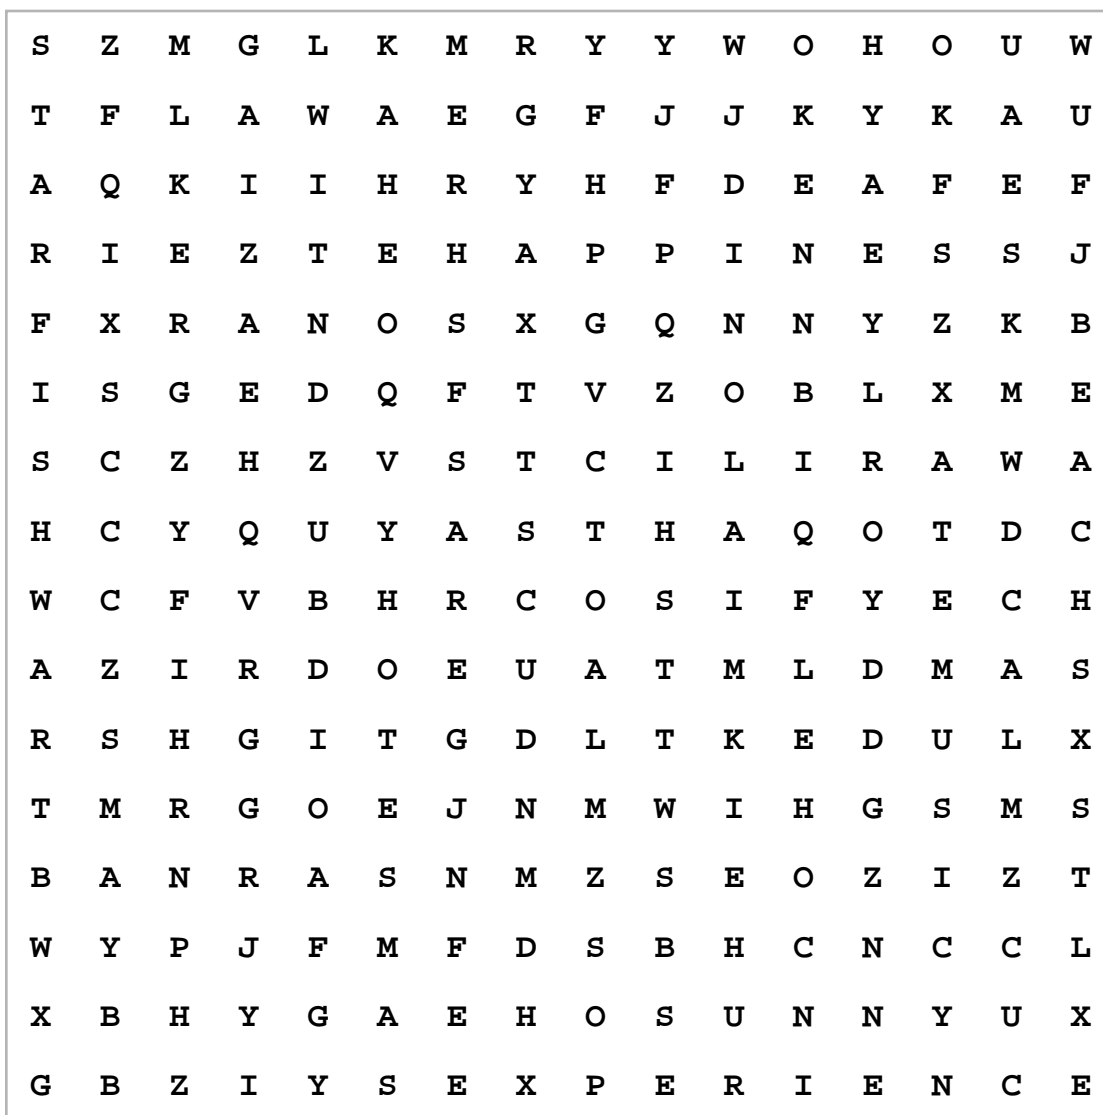 S Z M G L K M R Y Y W O H O U W
T F L A W A E G F J J K Y K A U
A Q K I I H R Y H F D E A F E F
R I E Z T E H A P P I N E S S J
F X R A N O S X G Q N N Y Z K B
I S G E D Q F T V Z O B L X M E
S C Z H Z V S T C I L I R A W A
H C Y Q U Y A S T H A Q O T D C
W C F V B H R C O S I F Y E C H
A Z I R D O E U A T M L D M A S
R S H G I T G D L T K E D U L X
T M R G O E J N M W I H G S M S
B A N R A S N M Z S E O Z I Z T
W Y P J F M F D S B H C N C C L
X B H Y G A E H O S U N N Y U X
G B Z I Y S E X P E R I E N C E